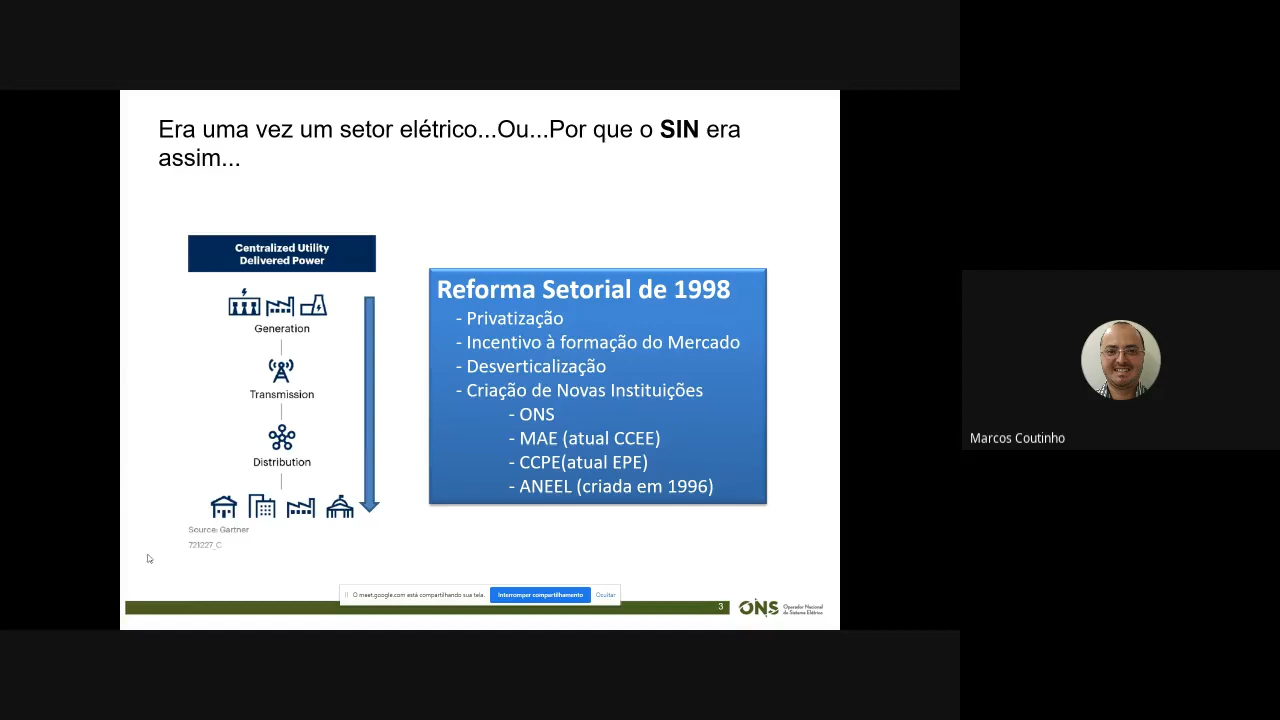 Era uma vez um setor elétrico...Ou...Por que o SIN era
assim...
Centralized Utility
Delivered Power
Generation
Transmission
Distribution
Source: Gartner
721227_C
Reforma Setorial de 1998
- Privatização
- Incentivo à formação do Mercado
- Desverticalização
- Criação de Novas Instituições
- ONS
- MAE (atual CCEE)
- CCPE(atual EPE)
- ANEEL (criada em 1996)
Marcos Coutinho
O meet.google.com está compartilhando sua tela.
Interromper compartilhamento
Ocultar
3
ONS
Operador Nacional
do Sistema Elétrico